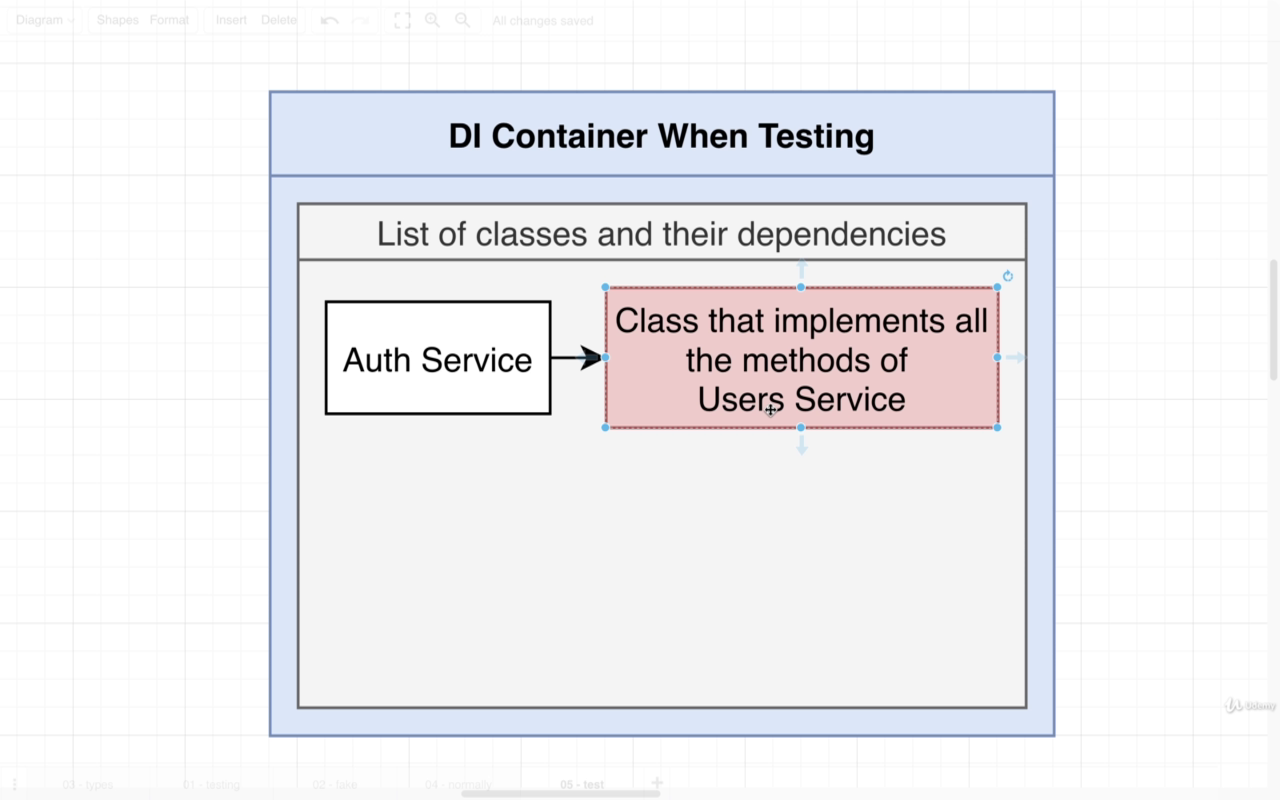 Diagram Shapes Format Insert Delete All changes saved
DI Container When Testing
List of classes and their dependencies
Auth Service
Class that implements all
the methods of
Users Service
Udemy
03 - types 01 - testing 02 - fake 04 - normally 05 - test